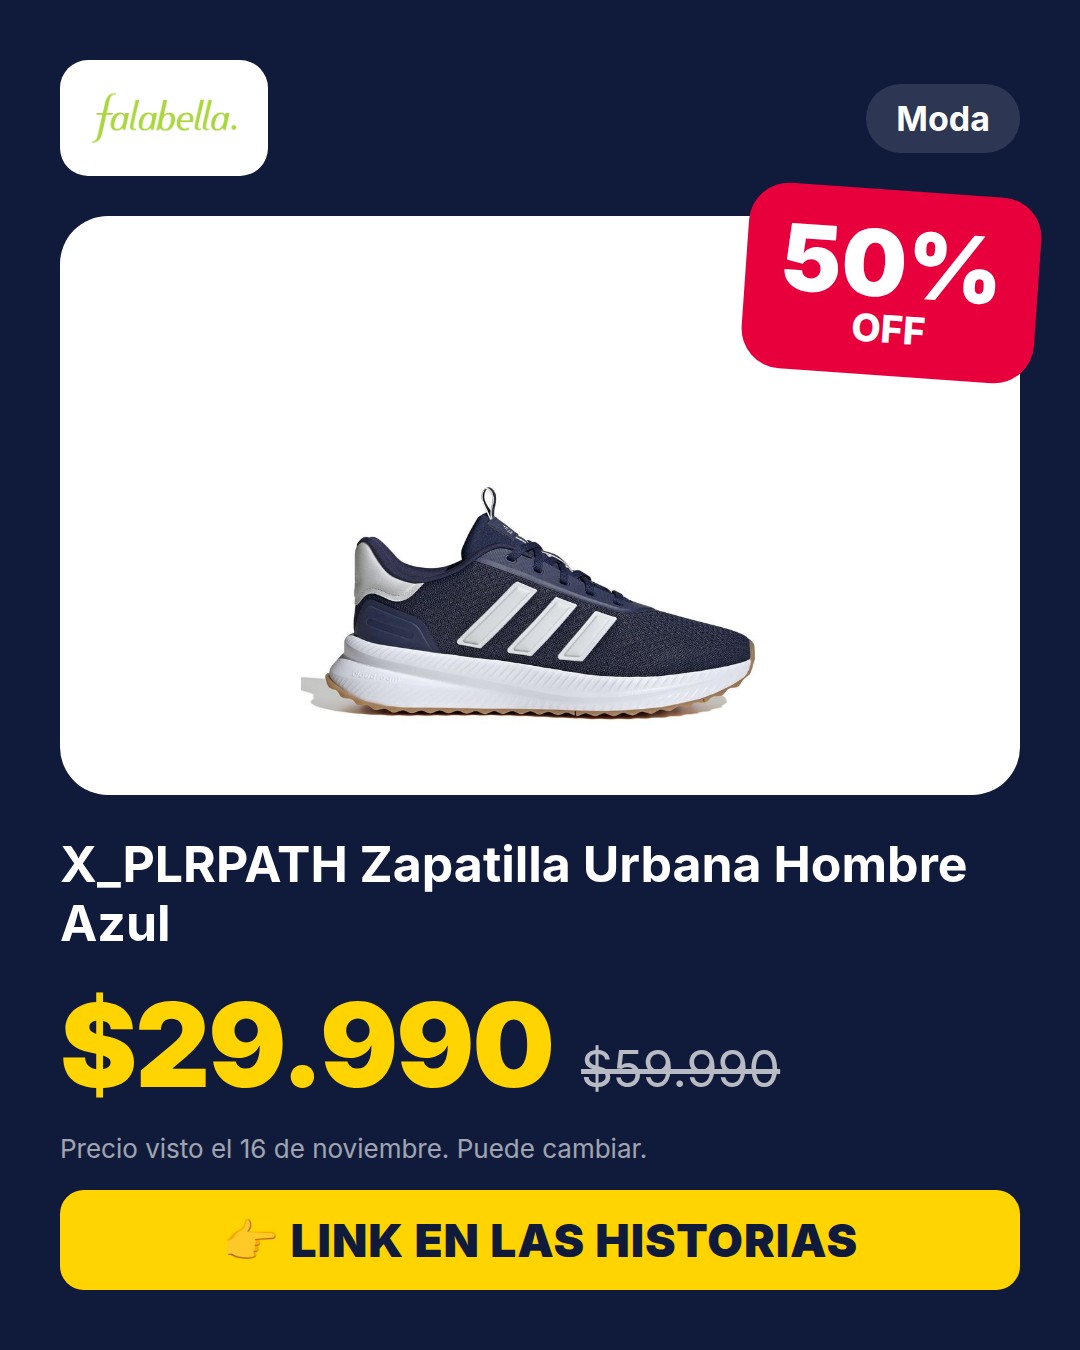 falabella.
Moda
50%
OFF
X_PLRPATH Zapatilla Urbana Hombre
Azul
$29.990 $59.990
Precio visto el 16 de noviembre. Puede cambiar.
👉 LINK EN LAS HISTORIAS